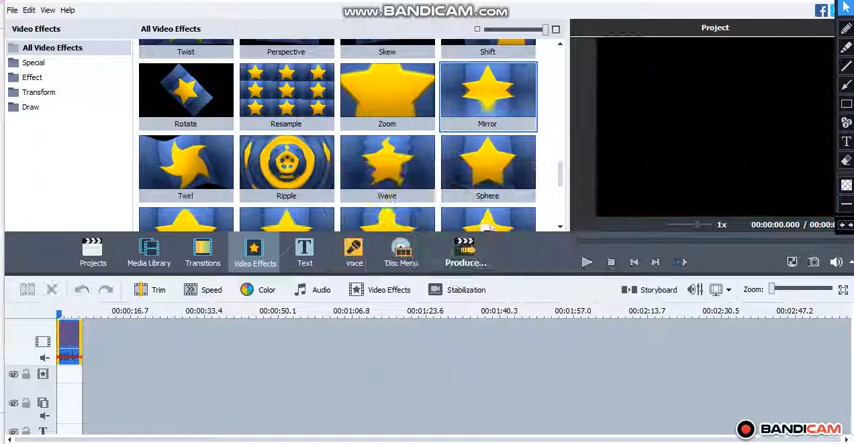 www.BANDICAM.com
File Edit View Help
Video Effects
All Video Effects
Project
All Video Effects
Special
Effect
Transform
Draw
Twist Perspective Skew Shift
Rotate Resample Zoom Mirror
Twirl Ripple Wave Sphere
1x 00:00:00.000 / 00:00:
Projects Media Library Transitions Video Effects Text Voice Disc Menu Produce...
Trim Speed Color Audio Video Effects Stabilization Storyboard Zoom:
00:00:16.7 00:00:33.4 00:00:50.1 00:01:06.8 00:01:23.6 00:01:40.3 00:01:57.0 00:02:13.7 00:02:30.5 00:02:47.2
T
T
T
BANDICAM